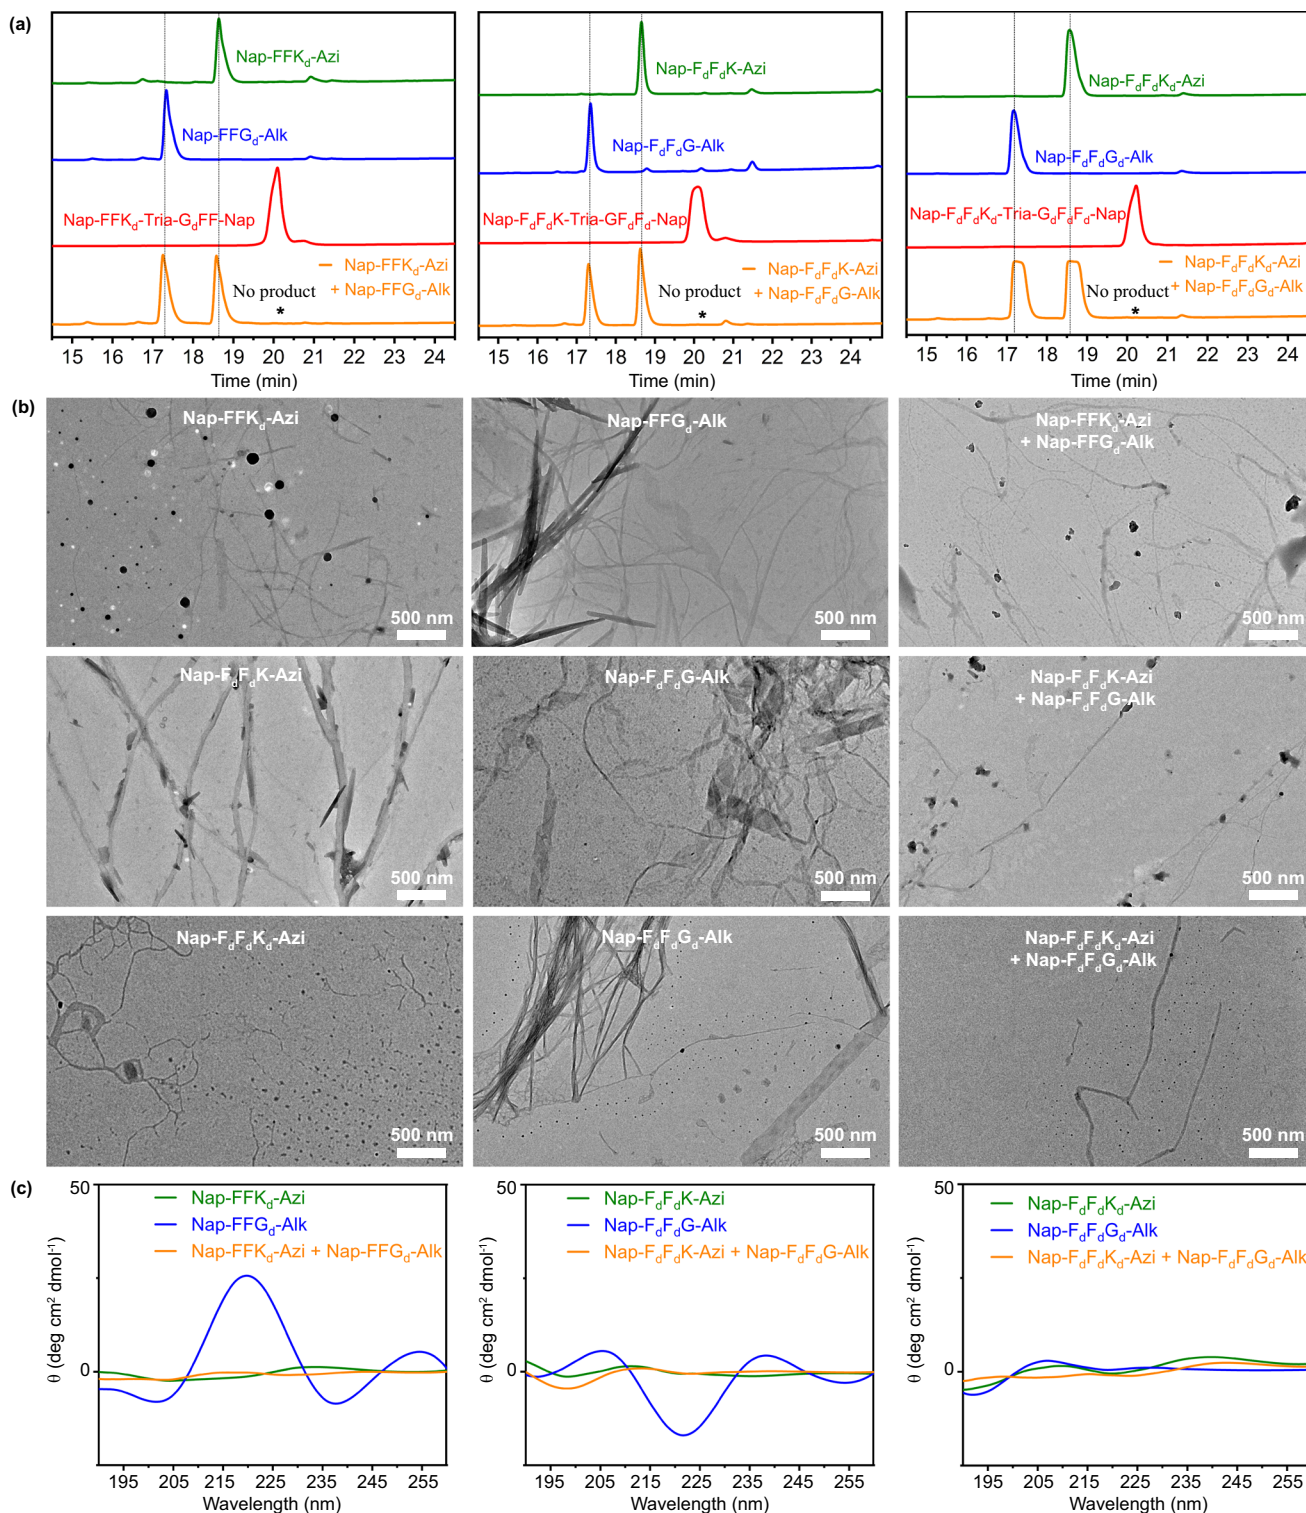 (a)
Nap-FFKd-Azi
Nap-FFGd-Alk
Nap-FFKd-Tria-GdFF-Nap
Nap-FFKd-Azi
+ Nap-FFGd-Alk
No product
*
15 16 17 18 19 20 21 22 23 24
Time (min)
Nap-FdFdK-Azi
Nap-FdFdG-Alk
Nap-FdFdK-Tria-GFdFd-Nap
Nap-FdFdK-Azi
No product
+ Nap-FdFdG-Alk
*
15 16 17 18 19 20 21 22 23 24
Time (min)
Nap-FdFdKd-Azi
Nap-FdFdGd-Alk
Nap-FdFdKd-Tria-GdFdFd-Nap
Nap-FdFdKd-Azi
No product
+ Nap-FdFdGd-Alk
*
15 16 17 18 19 20 21 22 23 24
Time (min)
(b)
Nap-FFKd-Azi
500 nm
Nap-FFGd-Alk
500 nm
Nap-FFKd-Azi
+ Nap-FFGd-Alk
500 nm
Nap-FdFdK-Azi
500 nm
Nap-FdFdG-Alk
500 nm
Nap-FdFdK-Azi
+ Nap-FdFdG-Alk
500 nm
Nap-FdFdKd-Azi
500 nm
Nap-FdFdGd-Alk
500 nm
Nap-FdFdKd-Azi
+ Nap-FdFdGd-Alk
500 nm
(c)
50
Nap-FFKd-Azi
Nap-FFGd-Alk
Nap-FFKd-Azi + Nap-FFGd-Alk
0
θ (deg cm² dmol⁻¹)
195 205 215 225 235 245 255
Wavelength (nm)
50
Nap-FdFdK-Azi
Nap-FdFdG-Alk
Nap-FdFdK-Azi + Nap-FdFdG-Alk
0
θ (deg cm² dmol⁻¹)
195 205 215 225 235 245 255
Wavelength (nm)
50
Nap-FdFdKd-Azi
Nap-FdFdGd-Alk
Nap-FdFdKd-Azi + Nap-FdFdGd-Alk
0
θ (deg cm² dmol⁻¹)
195 205 215 225 235 245 255
Wavelength (nm)